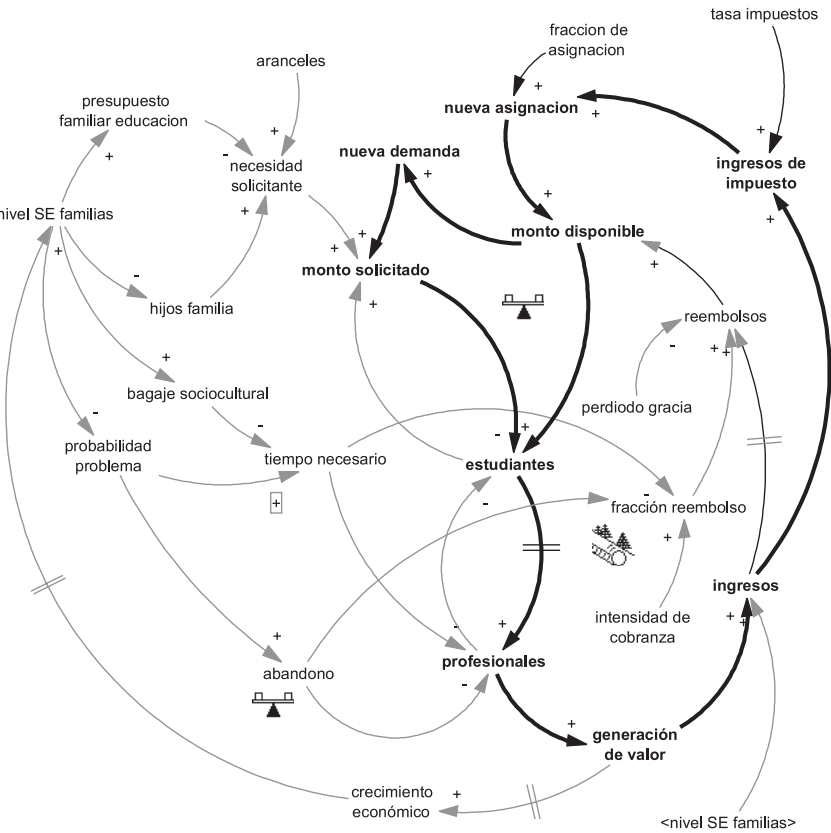 tasa impuestos
fraccion de
asignacion
aranceles
presupuesto
familiar educacion
+
nueva asignacion
+
+
+
+
-
nueva demanda
+
necesidad
solicitante
ingresos de
impuesto
+
+
+
+
nivel SE familias
monto disponible
+
+
+
monto solicitado
+
-
+
hijos familia
reembolsos
-
+ +
+
bagaje sociocultural
perdiodo gracia
-
-
- +
probabilidad
problema
tiempo necesario
estudiantes
+
-
-
fracción reembolso
+
ingresos
intensidad de
cobranza
+ +
+
-
+
abandono
profesionales
-
+
generación
de valor
crecimiento
económico
+
<nivel SE familias>